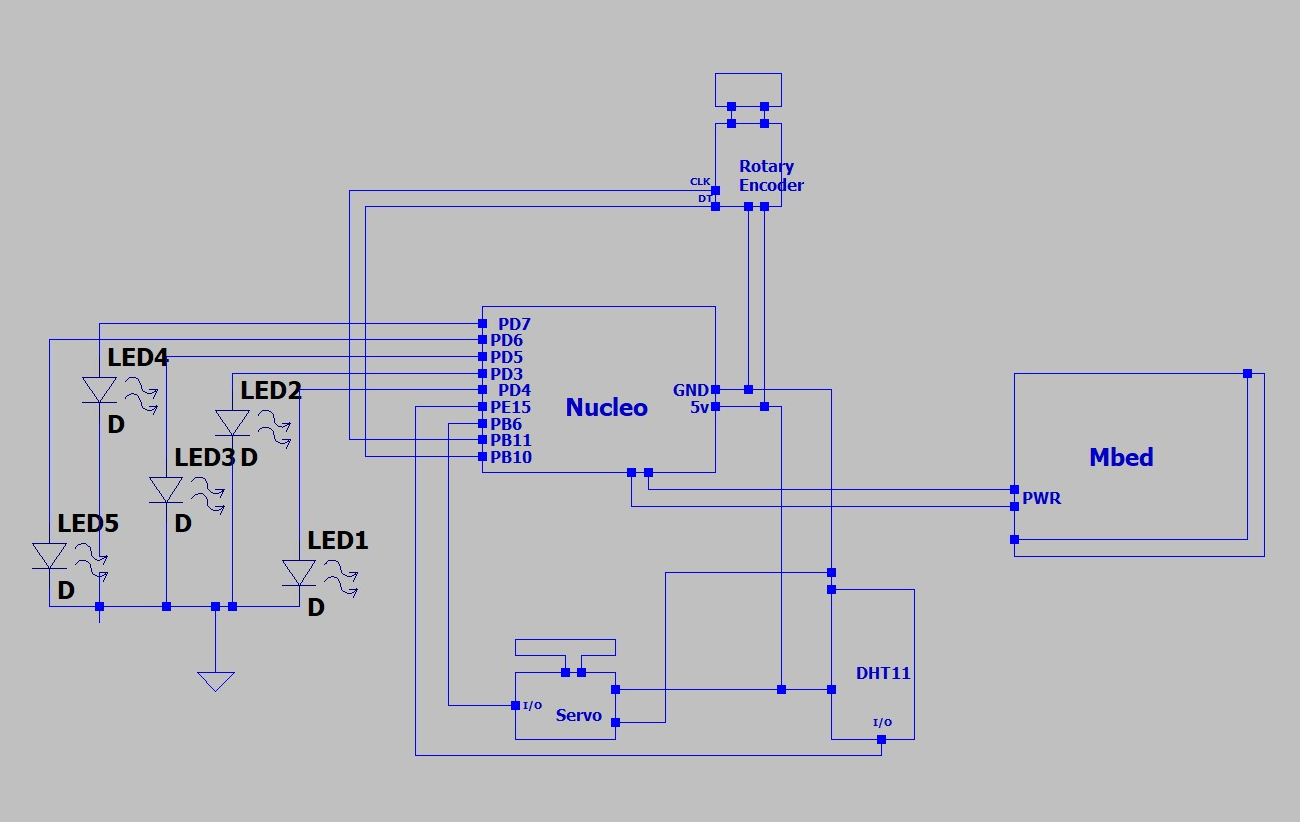 Rotary
Encoder
CLK
DT
PD7
PD6
PD5
PD3
PD4
PE15
PB6
PB11
PB10
Nucleo
GND
5v
LED4
D
LED2
D
LED3
D
LED5
D
LED1
D
Mbed
PWR
I/O
Servo
DHT11
I/O